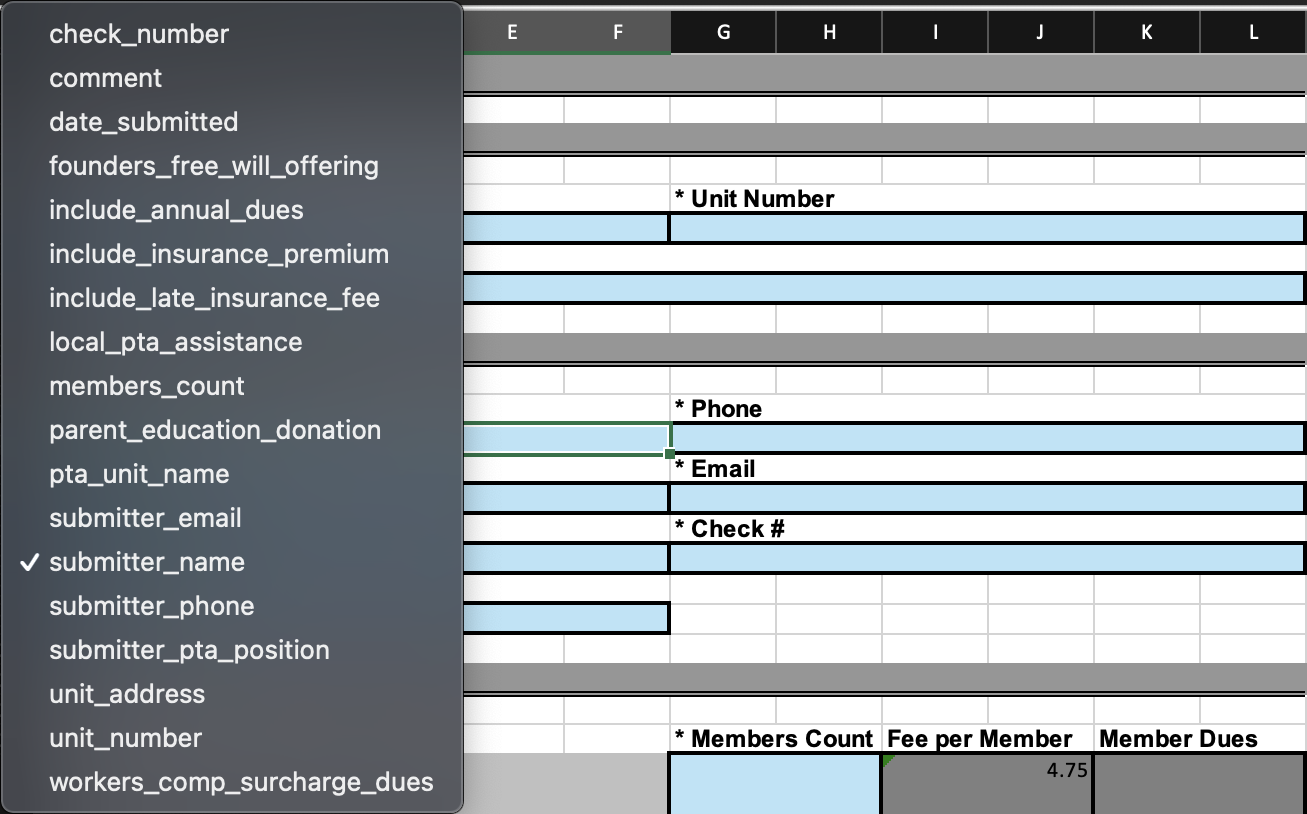 check_number
comment
date_submitted
founders_free_will_offering
include_annual_dues
include_insurance_premium
include_late_insurance_fee
local_pta_assistance
members_count
parent_education_donation
pta_unit_name
submitter_email
✓ submitter_name
submitter_phone
submitter_pta_position
unit_address
unit_number
workers_comp_surcharge_dues
E F G H I J K L
* Unit Number
* Phone
* Email
* Check #
* Members Count Fee per Member Member Dues
4.75